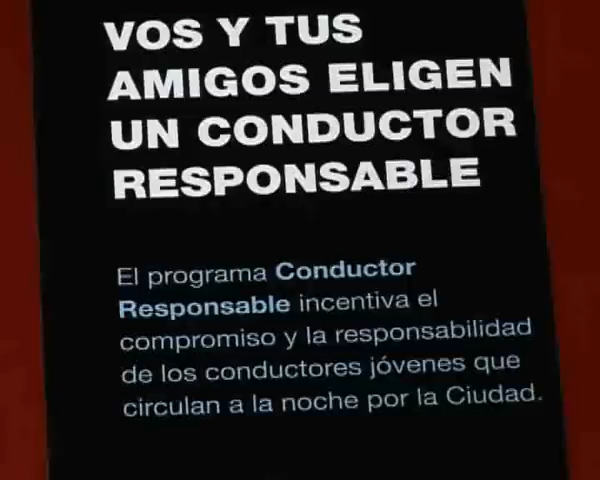 VOS Y TUS
AMIGOS ELIGEN
UN CONDUCTOR
RESPONSABLE
El programa Conductor
Responsable incentiva el
compromiso y la responsabilidad
de los conductores jóvenes que
circulan a la noche por la Ciudad.